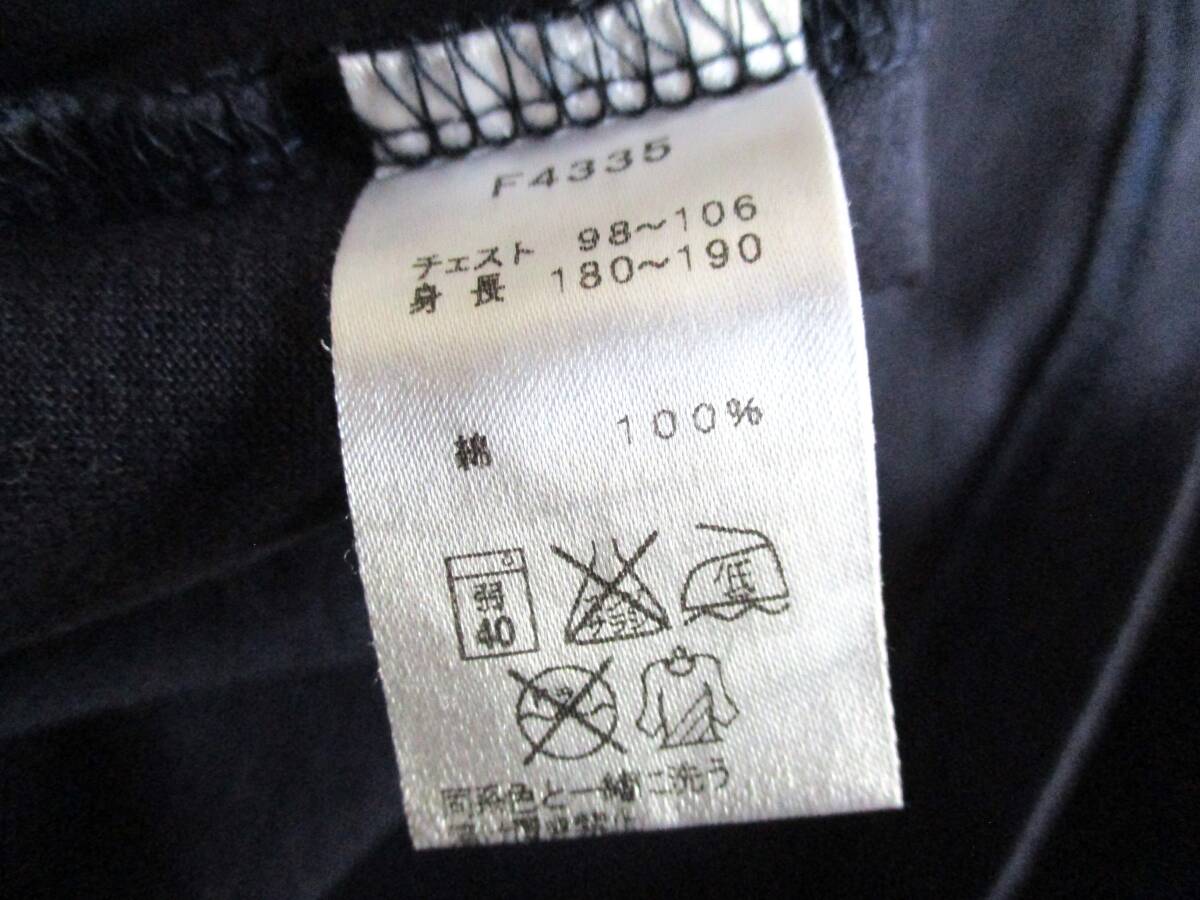 F4335
チェスト 98～106
身長 180～190
綿 100%
弱
40
低
同系色と一緒に洗う